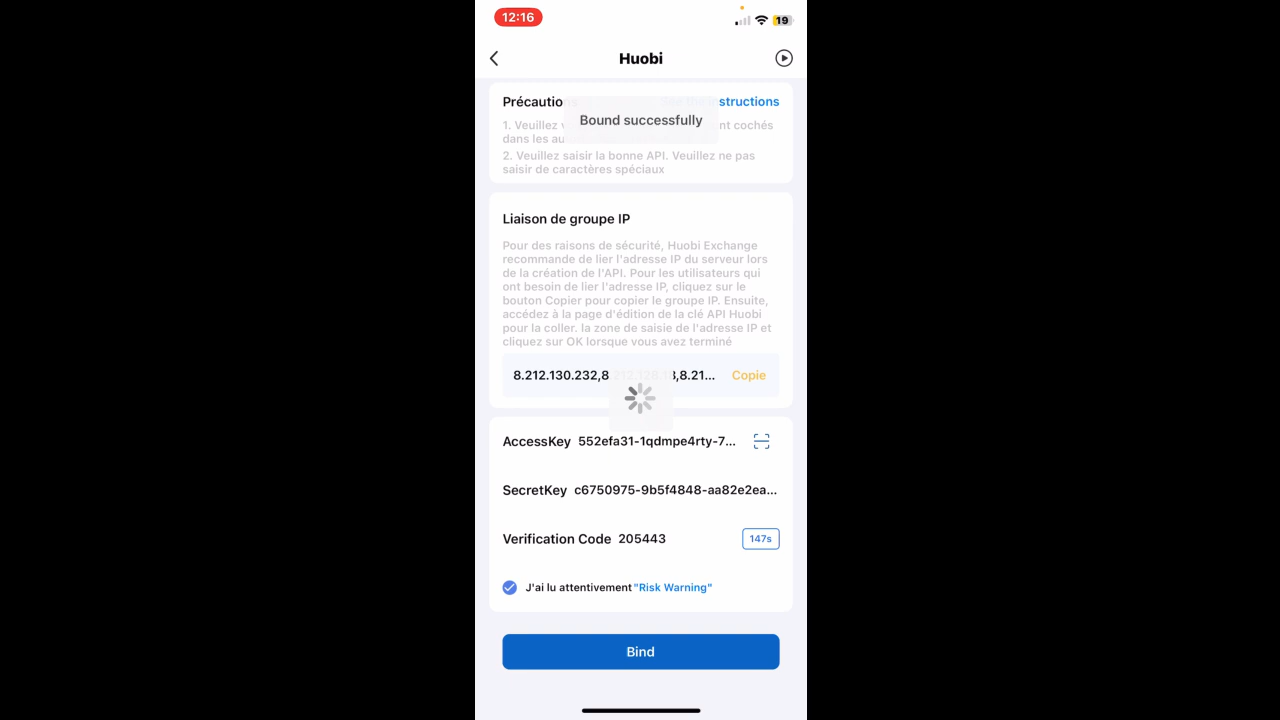 12:16
19
Huobi
Précautio structions
Bound successfully
1. Veuillez nt cochés
dans les au
2. Veuillez saisir la bonne API. Veuillez ne pas
saisir de caractères spéciaux
Liaison de groupe IP
Pour des raisons de sécurité, Huobi Exchange
recommande de lier l'adresse IP du serveur lors
de la création de l'API. Pour les utilisateurs qui
ont besoin de lier l'adresse IP, cliquez sur le
bouton Copier pour copier le groupe IP. Ensuite,
accédez à la page d'édition de la clé API Huobi
pour la coller. la zone de saisie de l'adresse IP et
cliquez sur OK lorsque vous avez terminé
8.212.130.232,8 ,8.21... Copie
AccessKey 552efa31-1qdmpe4rty-7...
SecretKey c6750975-9b5f4848-aa82e2ea...
Verification Code 205443 147s
J'ai lu attentivement "Risk Warning"
Bind